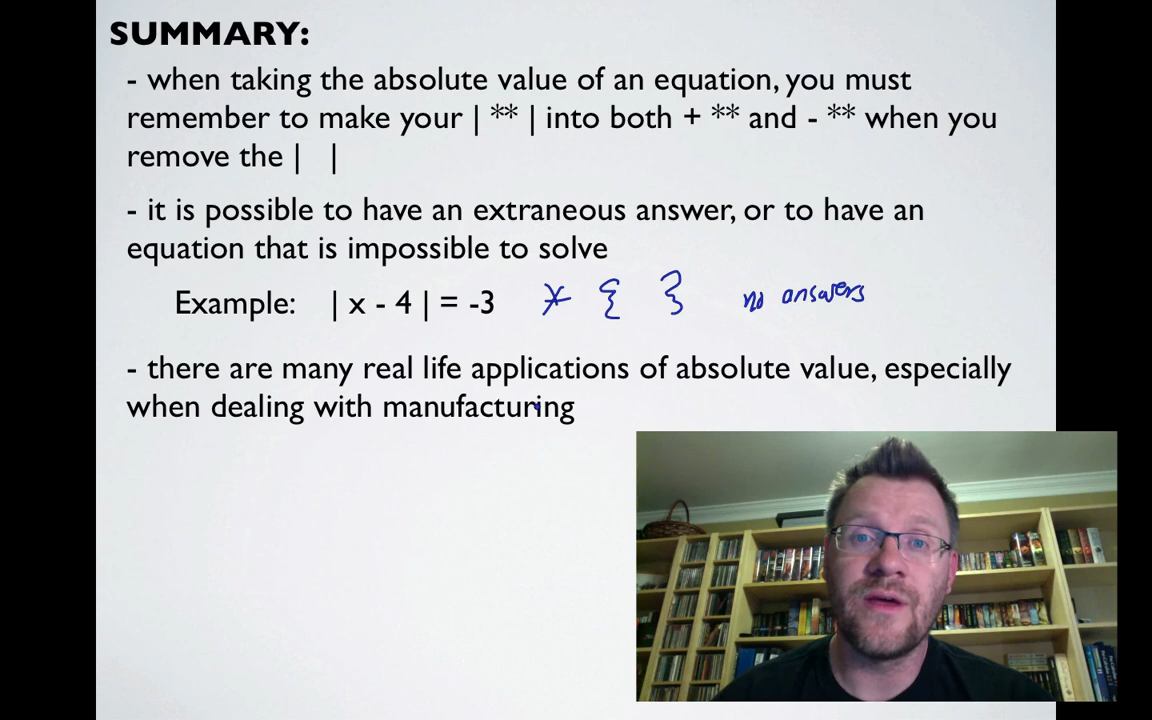 SUMMARY:
- when taking the absolute value of an equation, you must
remember to make your | ** | into both + ** and - ** when you
remove the | |
- it is possible to have an extraneous answer, or to have an
equation that is impossible to solve
Example: | x - 4 | = -3 * { } no answers
- there are many real life applications of absolute value, especially
when dealing with manufacturing